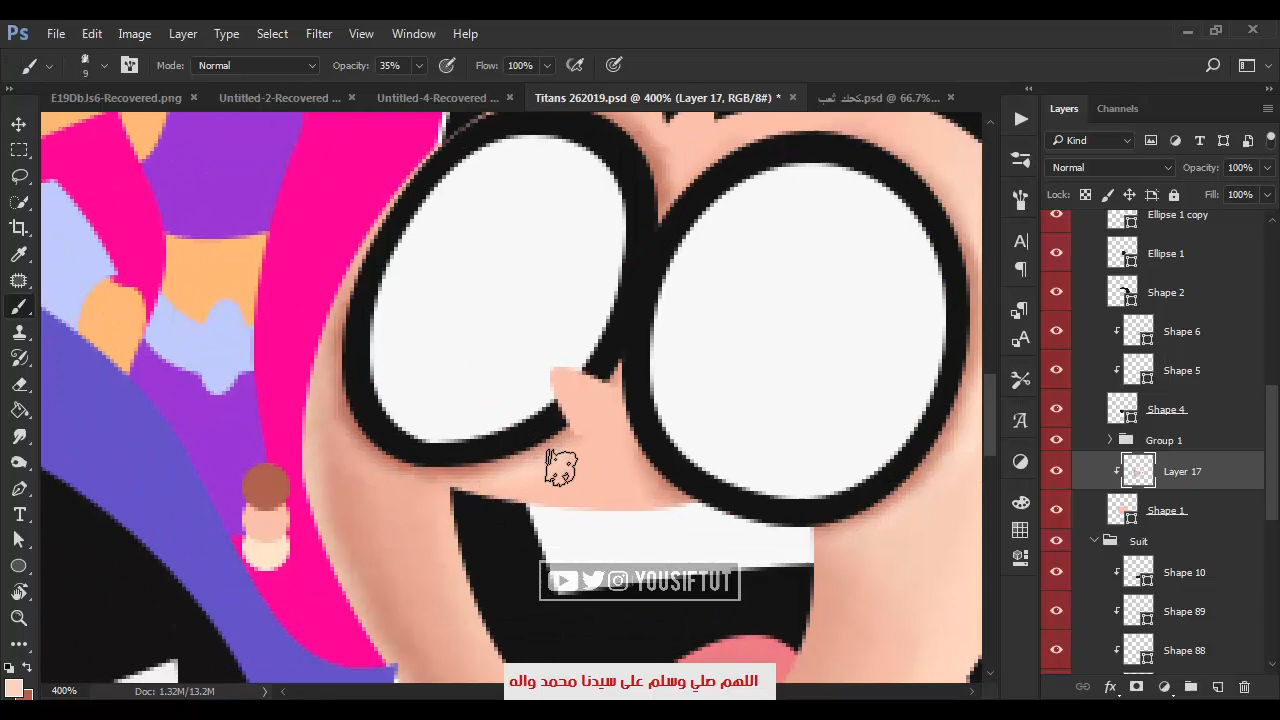 Ps File Edit Image Layer Type Select Filter View Window Help
9 Mode: Normal Opacity: 35% Flow: 100%
E19DbJs6-Recovered.png × Untitled-2-Recovered ... × Untitled-4-Recovered ... × Titans 262019.psd @ 400% (Layer 17, RGB/8#) * × كحك ثعب.psd @ 66.7%... ×
Layers Channels
Kind
Normal Opacity: 100%
Lock: Fill: 100%
Ellipse 1 copy
Ellipse 1
Shape 2
Shape 6
Shape 5
Shape 4
Group 1
Layer 17
Shape 1
Suit
Shape 10
Shape 89
Shape 88
YOUSIFTUT
اللهم صلي وسلم على سيدنا محمد واله
400% Doc: 1.32M/13.2M